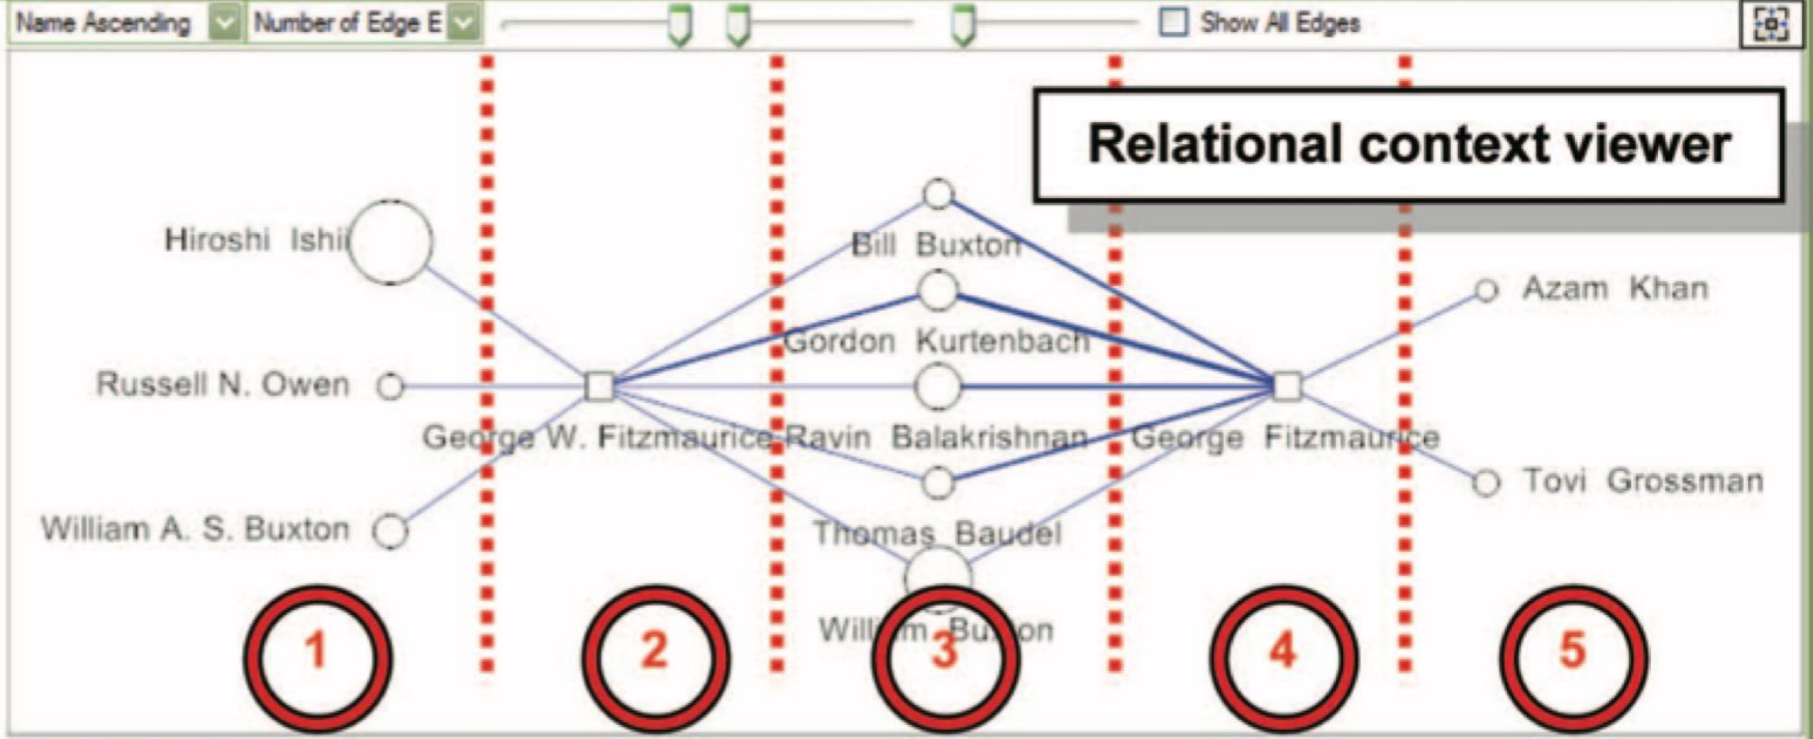 Name Ascending
Number of Edge E
Show All Edges
Relational context viewer
Hiroshi Ishii
Bill Buxton
Azam Khan
Gordon Kurtenbach
Russell N. Owen
George W. Fitzmaurice
Ravin Balakrishnan
George Fitzmaurice
Tovi Grossman
William A. S. Buxton
Thomas Baudel
William Buxton
1
2
3
4
5